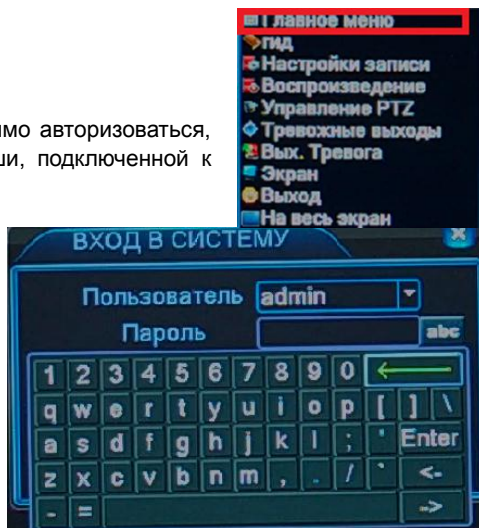 Главное меню
гид
Настройки записи
Воспроизведение
Управление PTZ
Тревожные выходы
Вых. Тревога
Экран
Выход
На весь экран
мо авторизоваться,
ши, подключенной к
ВХОД В СИСТЕМУ
Пользователь admin
Пароль abc
1 2 3 4 5 6 7 8 9 0
q w e r t y u i o p [ ] \
a s d f g h j k l ; ' Enter
z x c v b n m , . / ` <-
- = ->